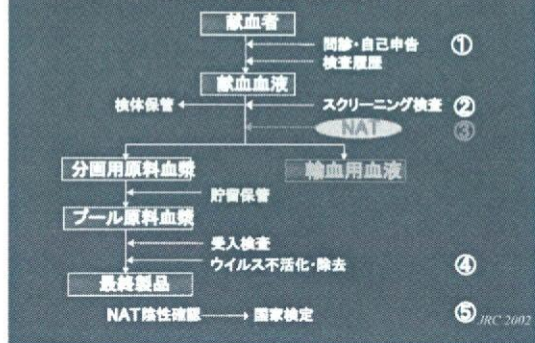 献血者
問診・自己申告 ①
検査履歴
献血血液
検体保管 スクリーニング検査 ②
NAT ③
分画用原料血漿 輸血用血液
貯留保管
プール原料血漿
受入検査
ウイルス不活化・除去 ④
最終製品
NAT陰性確認 国家検定 ⑤
JRC 2002